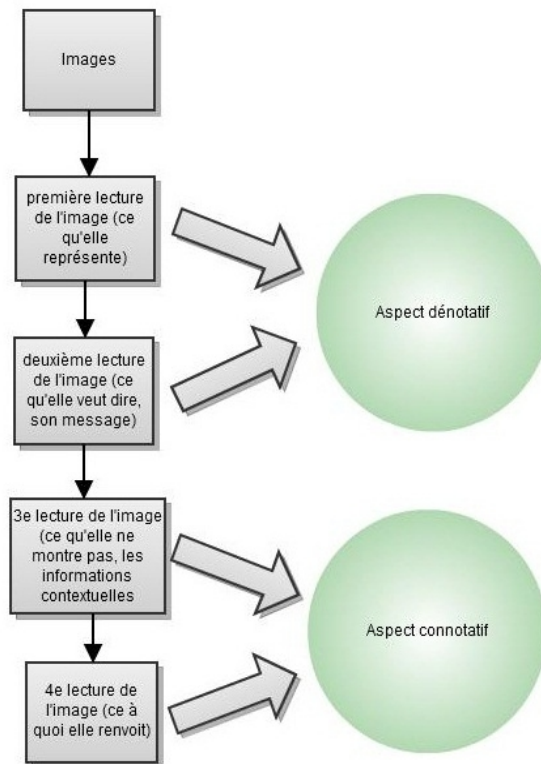 Images
première lecture
de l'image (ce
qu'elle
représente)
Aspect dénotatif
deuxième lecture
de l'image (ce
qu'elle veut dire,
son message)
3e lecture de l'image
(ce qu'elle ne
montre pas, les
informations
contextuelles
Aspect connotatif
4e lecture de
l'image (ce à
quoi elle renvoit)